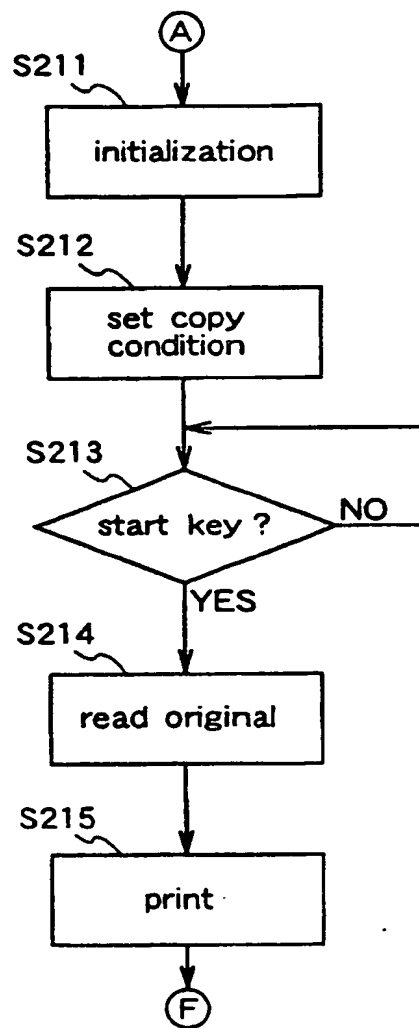 A
S211
initialization
S212
set copy
condition
S213
start key ?
NO
YES
S214
read original
S215
print
F